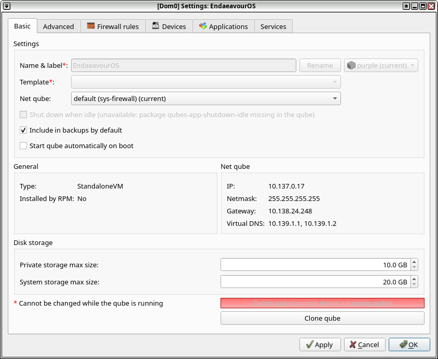 [Dom0] Settings: EndaeavourOS
Basic Advanced Firewall rules Devices Applications Services
Settings
Name & label*: EndaeavourOS Rename purple (current)
Template*:
Net qube: default (sys-firewall) (current)
Shut down when idle (unavailable: package qubes-app-shutdown-idle missing in the qube)
Include in backups by default
Start qube automatically on boot
General Net qube
Type: StandaloneVM IP: 10.137.0.17
Installed by RPM: No Netmask: 255.255.255.255
Gateway: 10.138.24.248
Virtual DNS: 10.139.1.1, 10.139.1.2
Disk storage
Private storage max size: 10.0 GB
System storage max size: 20.0 GB
* Cannot be changed while the qube is running
Clone qube
Apply Cancel OK